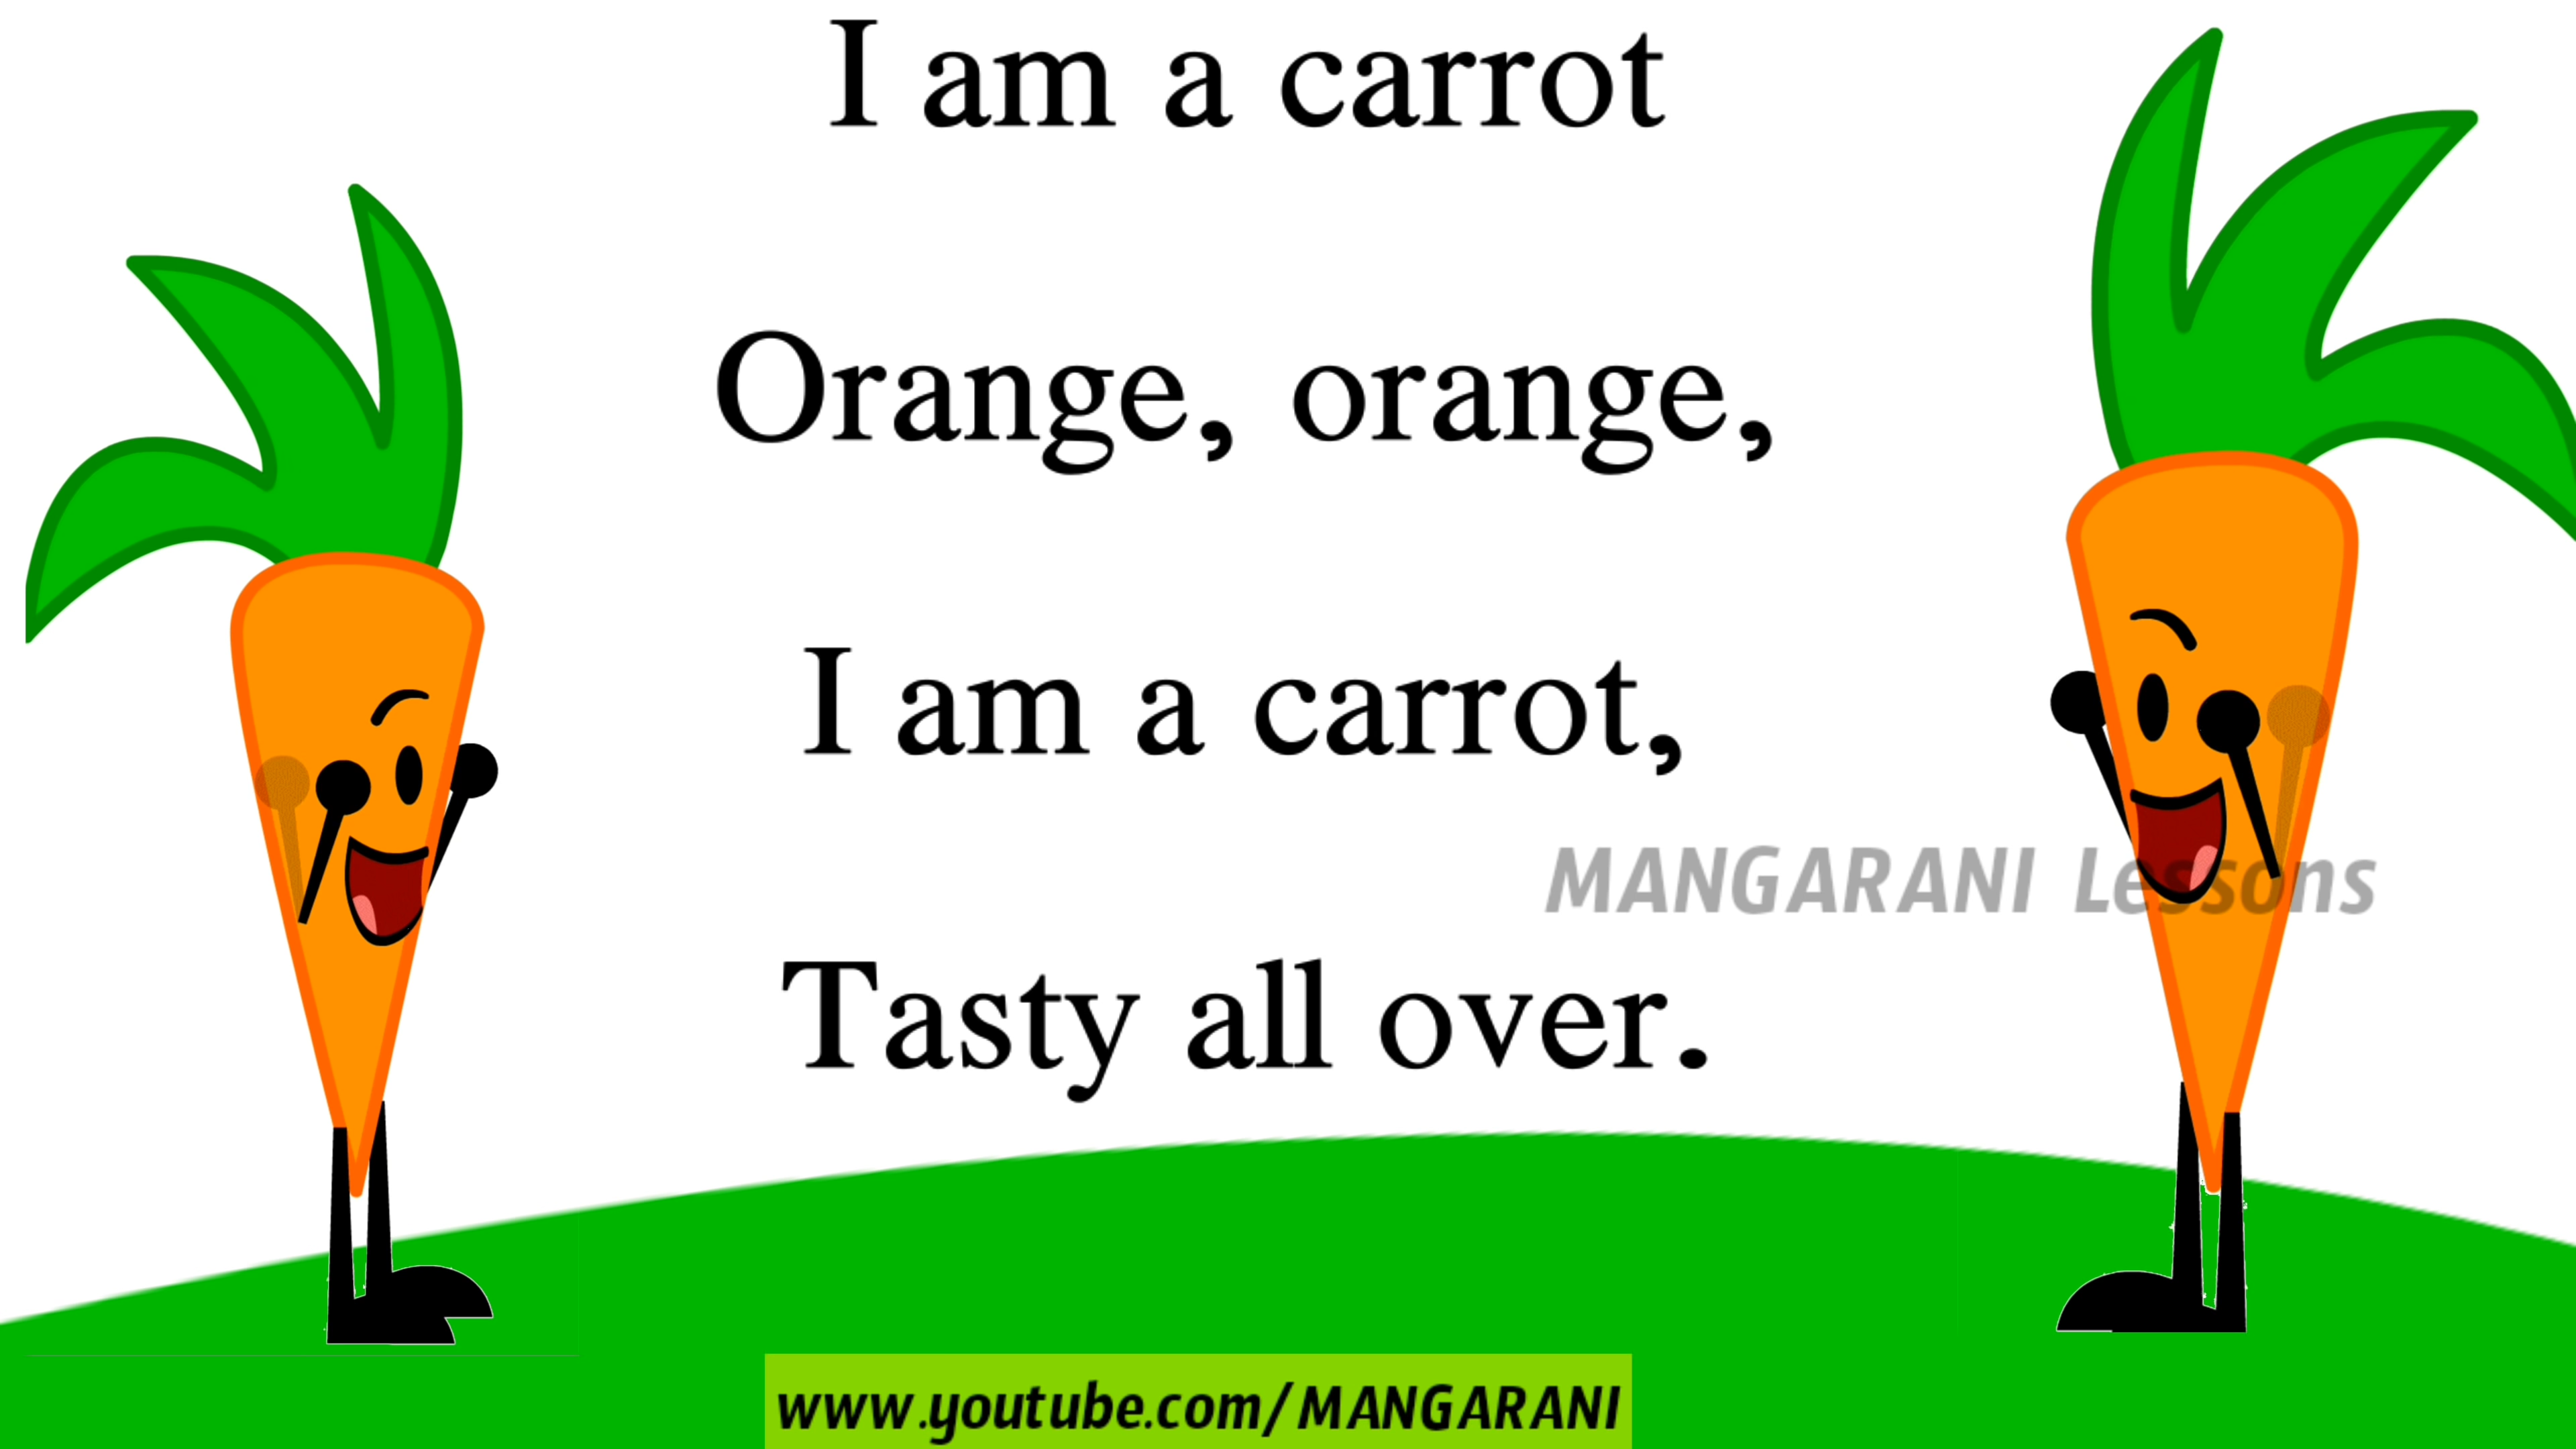 I am a carrot
Orange, orange,
I am a carrot,
MANGARANI Lessons
Tasty all over.
www.youtube.com/MANGARANI